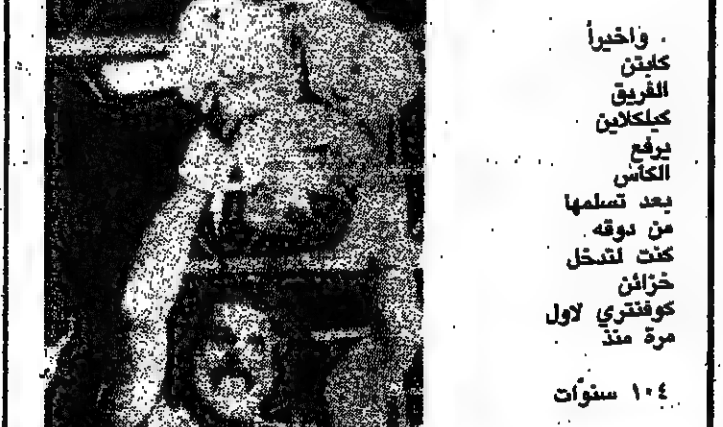 . واخيراً
كابتن
الفريق
كيلكلاين
يرفع
الكأس
بعد تسلمها
من دوقه
كنت لتدخل
خزائن
كوفنتري لاول
مرة منذ
١٠٤ سنوات